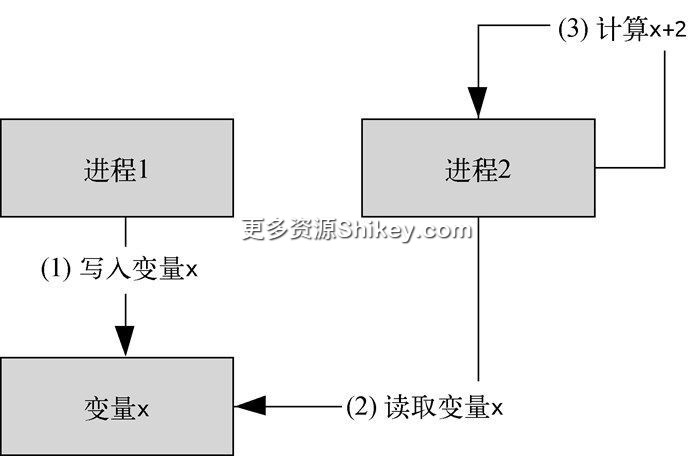 (3) 计算x+2
进程1
进程2
更多资源Shikey.com
(1) 写入变量x
变量x
(2) 读取变量x